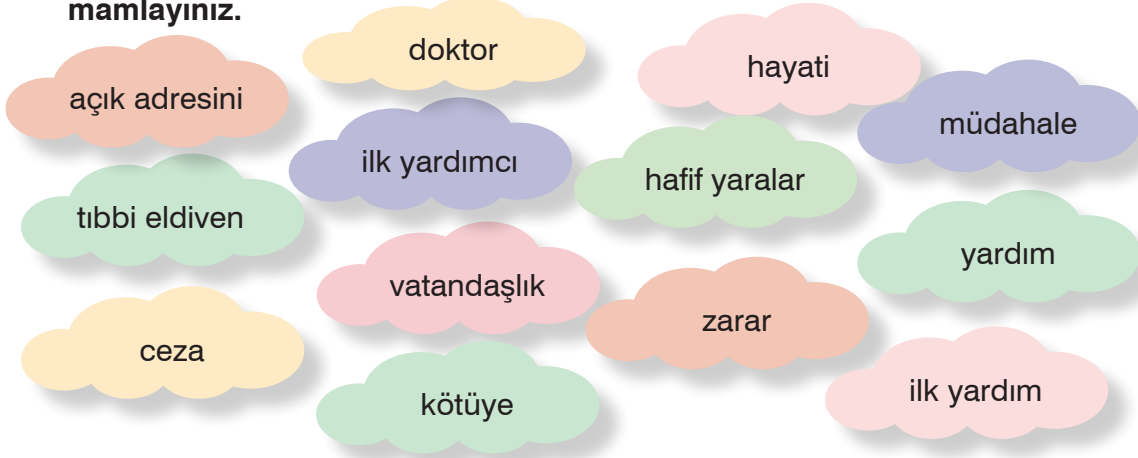 mamlayınız.
doktor
hayati
açık adresini
müdahale
ilk yardımcı
hafif yaralar
tıbbi eldiven
yardım
vatandaşlık
zarar
ceza
ilk yardım
kötüye